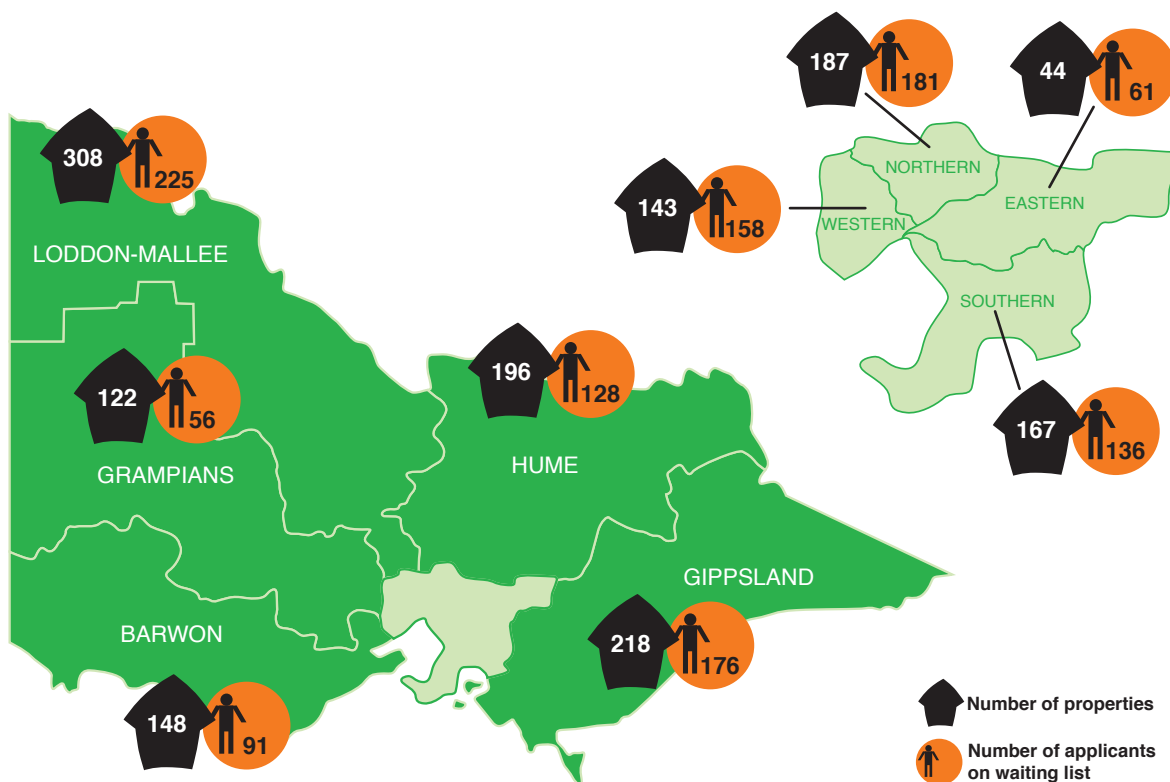 187
181
44
61
308
225
143
158
NORTHERN
EASTERN
WESTERN
LODDON-MALLEE
SOUTHERN
196
128
122
56
167
136
GRAMPIANS
HUME
GIPPSLAND
BARWON
218
176
148
91
Number of properties
Number of applicants
on waiting list